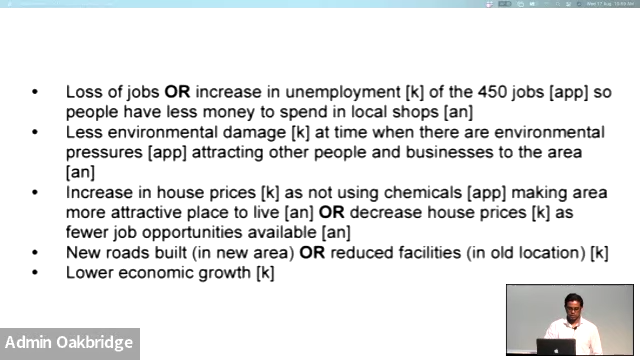 • Loss of jobs OR increase in unemployment [k] of the 450 jobs [app] so
people have less money to spend in local shops [an]
• Less environmental damage [k] at time when there are environmental
pressures [app] attracting other people and businesses to the area
[an]
• Increase in house prices [k] as not using chemicals [app] making area
more attractive place to live [an] OR decrease house prices [k] as
fewer job opportunities available [an]
• New roads built (in new area) OR reduced facilities (in old location) [k]
• Lower economic growth [k]
Admin Oakbridge